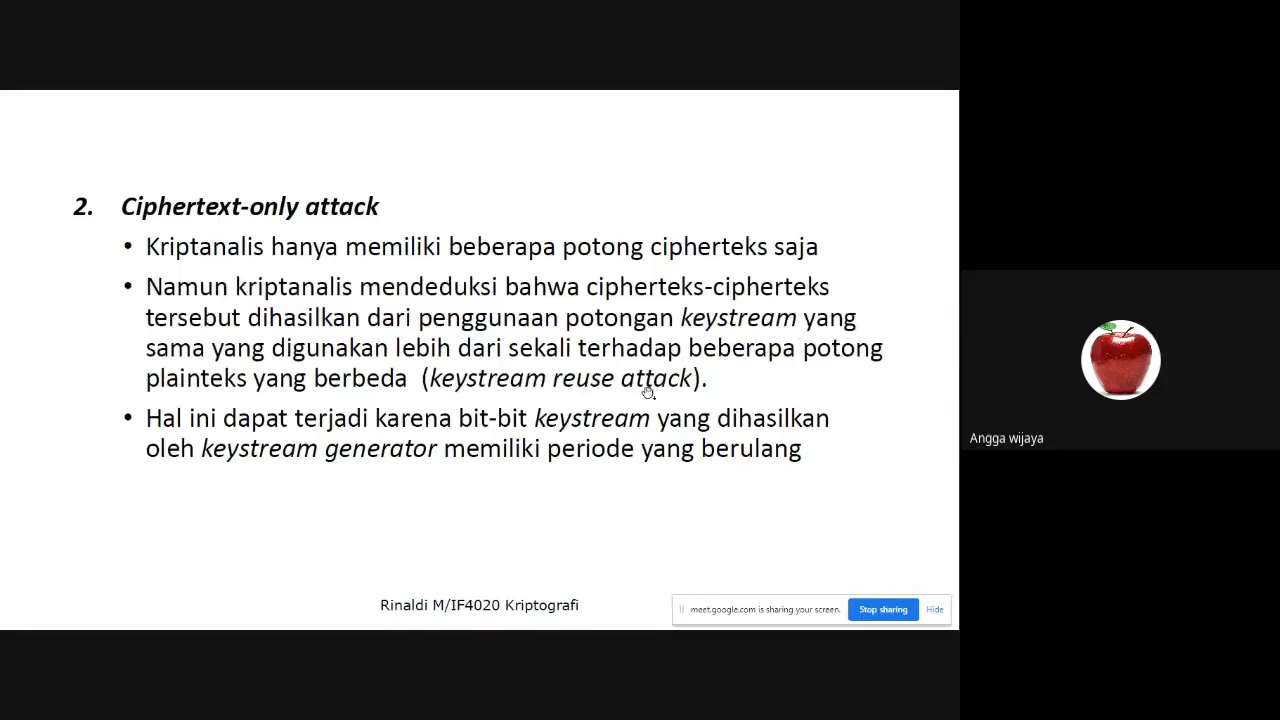 2. Ciphertext-only attack
• Kriptanalis hanya memiliki beberapa potong cipherteks saja
• Namun kriptanalis mendeduksi bahwa cipherteks-cipherteks
tersebut dihasilkan dari penggunaan potongan keystream yang
sama yang digunakan lebih dari sekali terhadap beberapa potong
plainteks yang berbeda (keystream reuse attack).
• Hal ini dapat terjadi karena bit-bit keystream yang dihasilkan
oleh keystream generator memiliki periode yang berulang
Rinaldi M/IF4020 Kriptografi
meet.google.com is sharing your screen. Stop sharing Hide
Angga wijaya